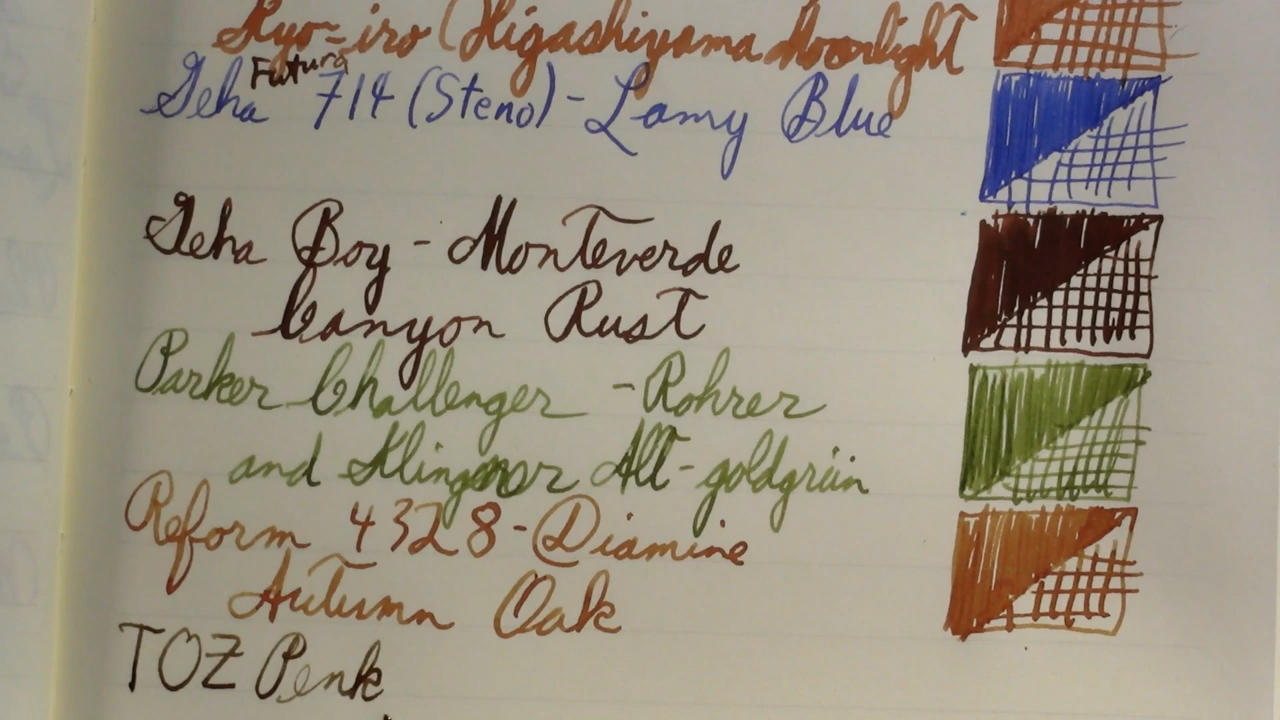 Kyo-iro (Higashiyama Moonlight
Futura
Geha 714 (Steno) - Lamy Blue
Geha Boy - Monteverde
Canyon Rust
Parker Challenger - Rohrer
and Klingnor Alt-goldgrün
Reform 4328 - Diamine
Autumn Oak
TOZ Penk